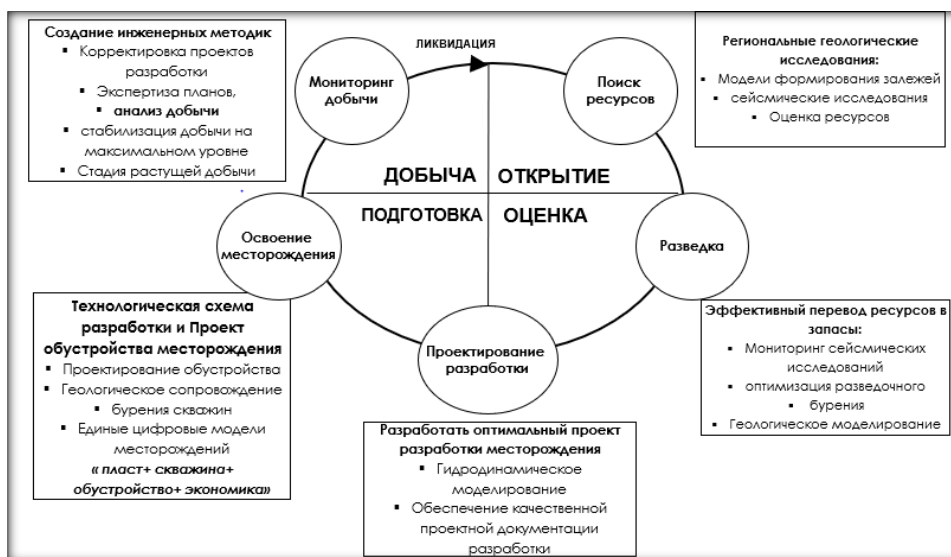 Создание инженерных методик
▪ Корректировка проектов
разработки
▪ Экспертиза планов,
▪ анализ добычи
▪ стабилизация добычи на
максимальном уровне
▪ Стадия растущей добычи
ЛИКВИДАЦИЯ
Мониторинг
добычи
Поиск
ресурсов
Региональные геологические
исследования:
▪ Модели формирования залежей
▪ сейсмические исследования
▪ Оценка ресурсов
ДОБЫЧА
ОТКРЫТИЕ
ПОДГОТОВКА
ОЦЕНКА
Освоение
месторождения
Разведка
Технологическая схема
разработки и Проект
обустройства месторождения
▪ Проектирование обустройства
▪ Геологическое сопровождение
▪ бурения скважин
▪ Единые цифровые модели
месторождений
« пласт+ скважина+
обустройство+ экономика»
Проектирование
разработки
Эффективный перевод ресурсов в
запасы:
▪ Мониторинг сейсмических
исследований
▪ оптимизация разведочного
▪ бурения
▪ Геологическое моделирование
Разработать оптимальный проект
разработки месторождения
▪ Гидродинамическое
моделирование
▪ Обеспечение качественной
проектной документации
разработки